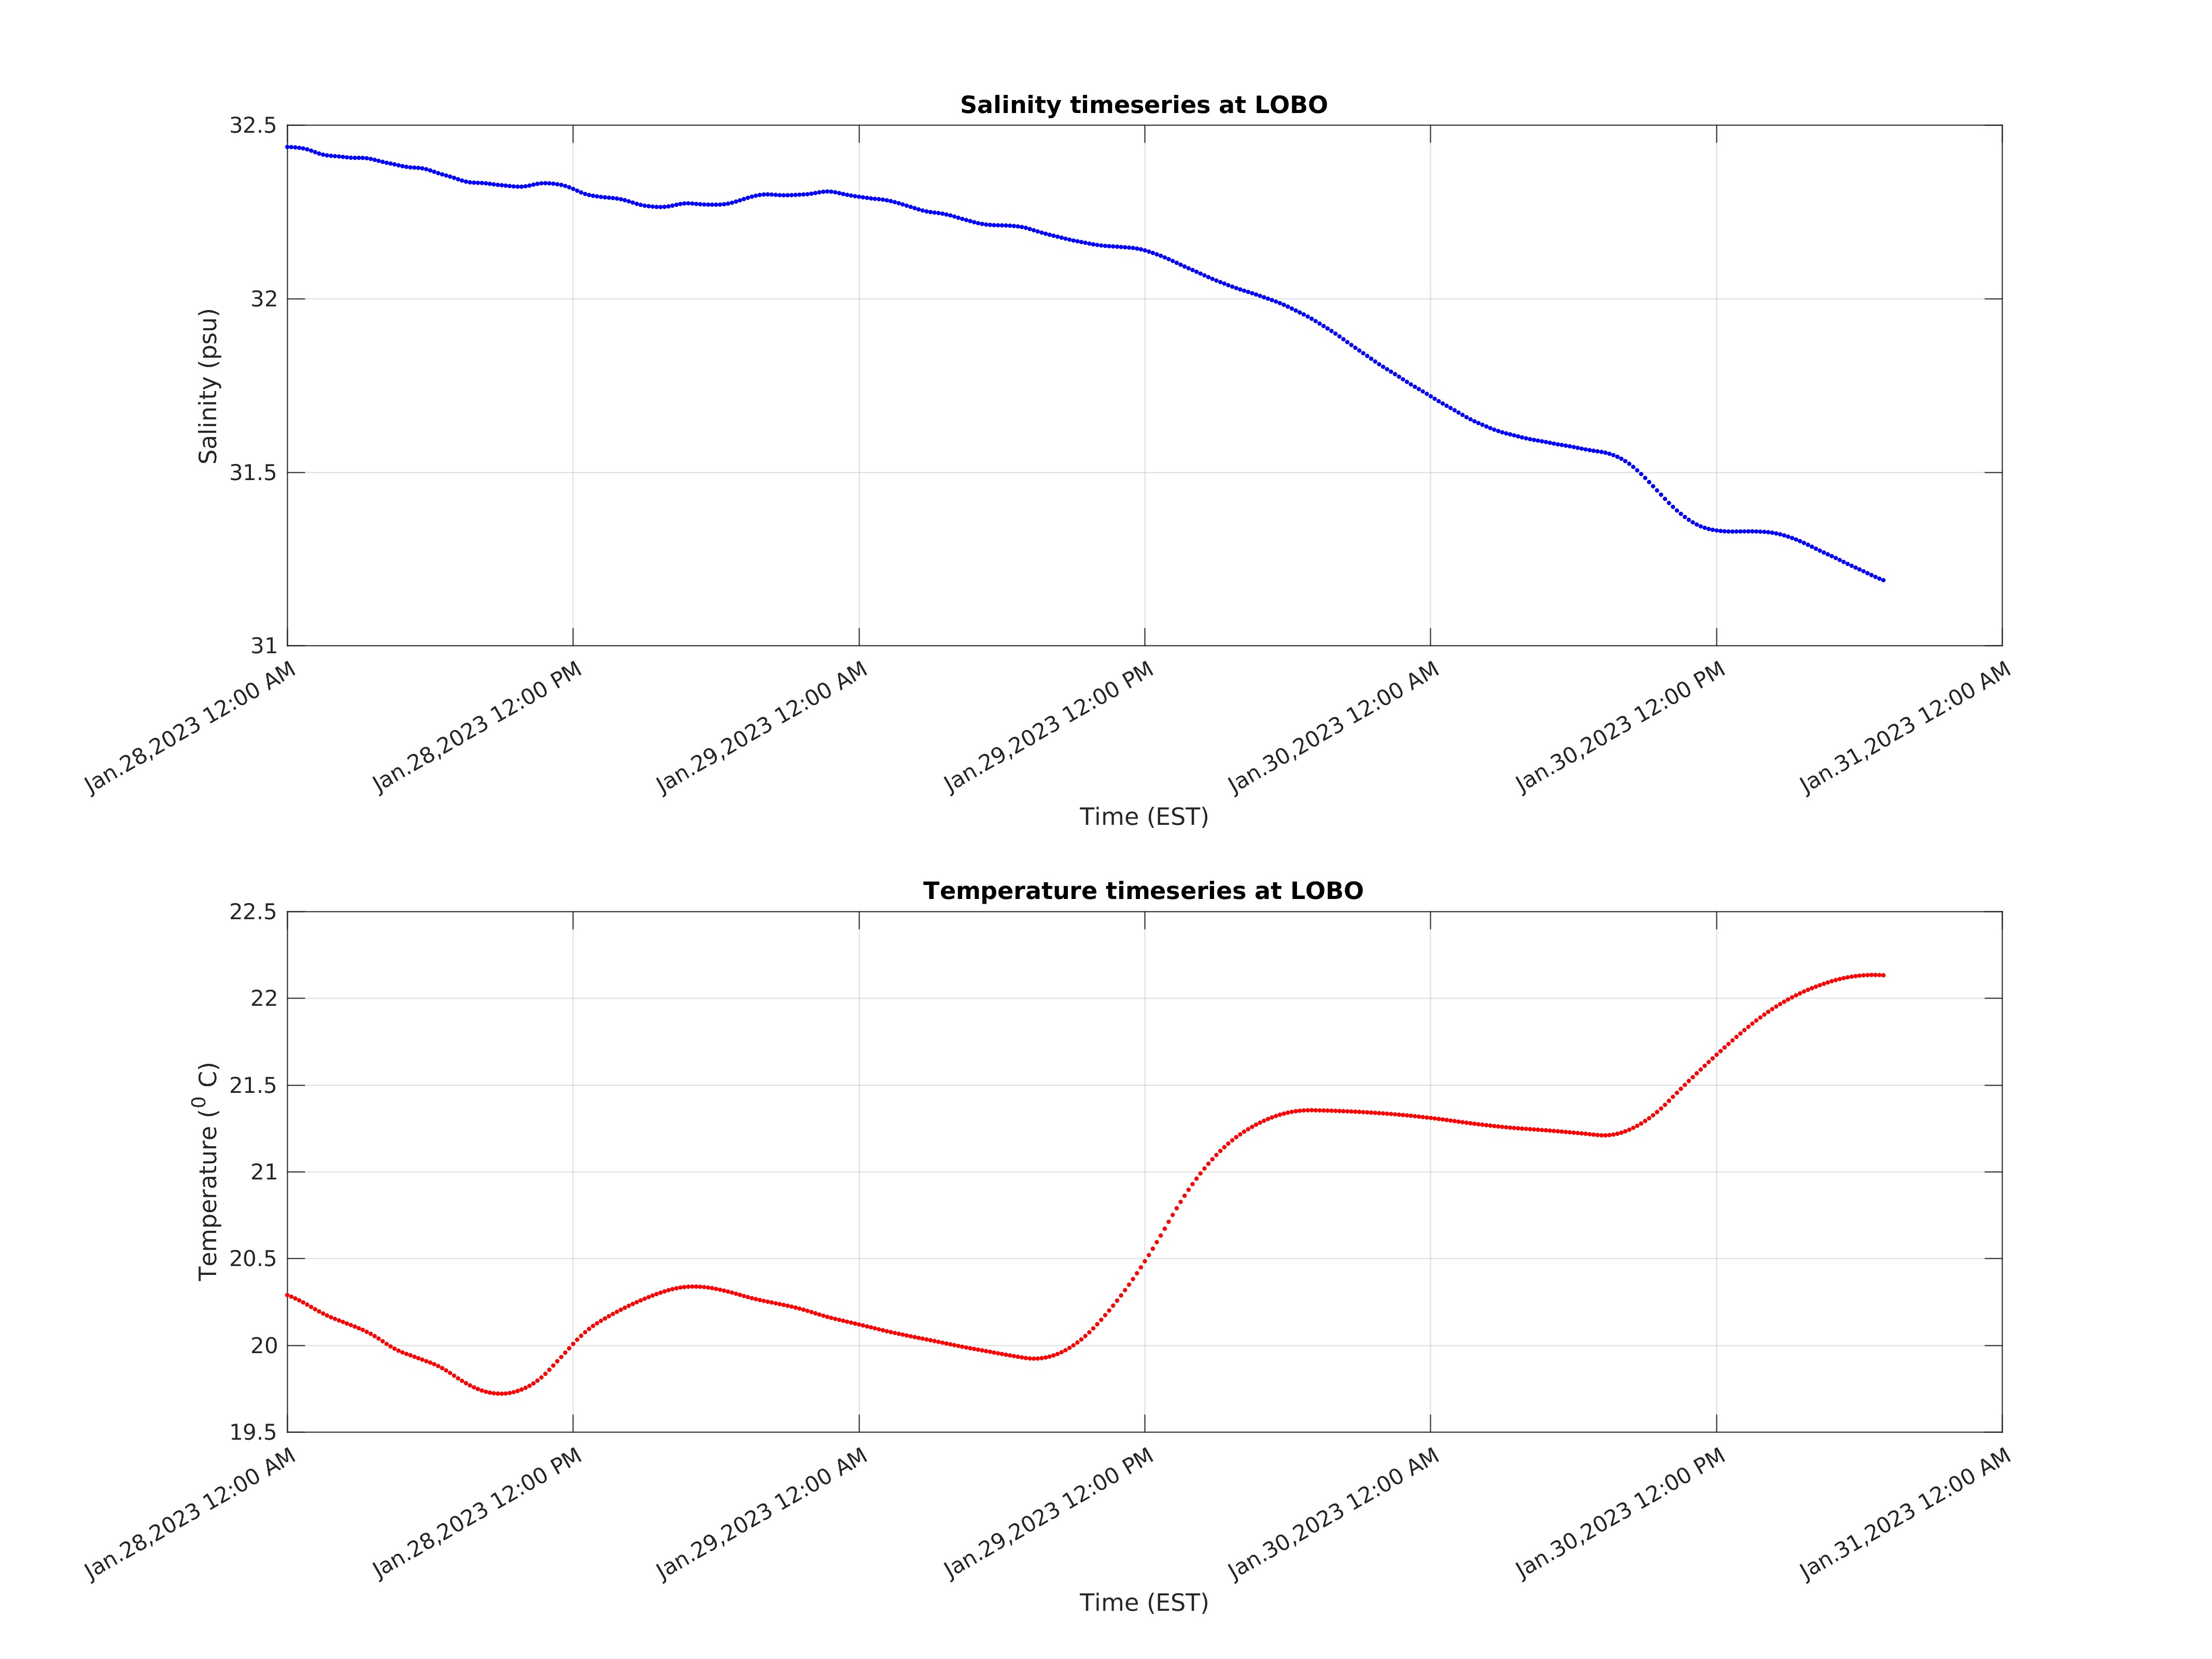 Salinity timeseries at LOBO
32.5
32
31.5
31
Salinity (psu)
Jan.28,2023 12:00 AM
Jan.28,2023 12:00 PM
Jan.29,2023 12:00 AM
Jan.29,2023 12:00 PM
Jan.30,2023 12:00 AM
Jan.30,2023 12:00 PM
Jan.31,2023 12:00 AM
Time (EST)
Temperature timeseries at LOBO
22.5
22
21.5
21
20.5
20
19.5
Temperature (⁰ C)
Jan.28,2023 12:00 AM
Jan.28,2023 12:00 PM
Jan.29,2023 12:00 AM
Jan.29,2023 12:00 PM
Jan.30,2023 12:00 AM
Jan.30,2023 12:00 PM
Jan.31,2023 12:00 AM
Time (EST)